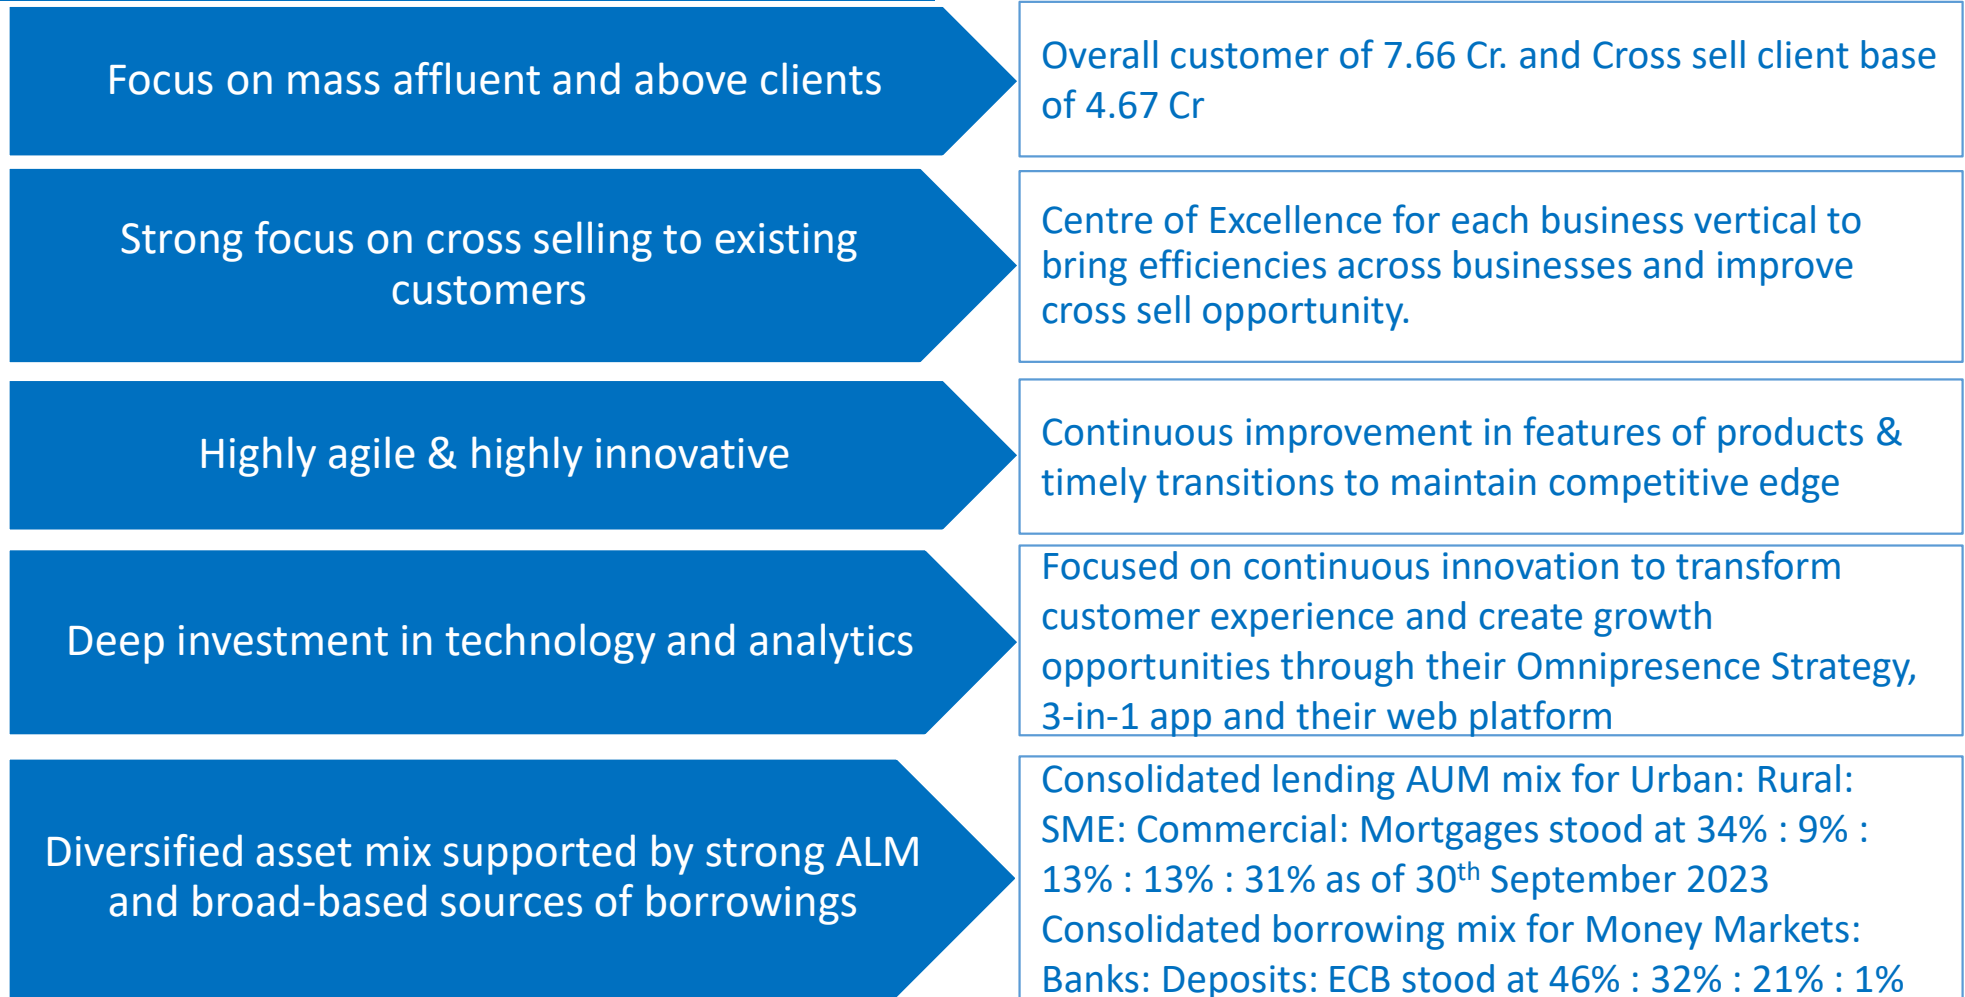 Focus on mass affluent and above clients
Overall customer of 7.66 Cr. and Cross sell client base
of 4.67 Cr
Strong focus on cross selling to existing
customers
Centre of Excellence for each business vertical to
bring efficiencies across businesses and improve
cross sell opportunity.
Highly agile & highly innovative
Continuous improvement in features of products &
timely transitions to maintain competitive edge
Deep investment in technology and analytics
Focused on continuous innovation to transform
customer experience and create growth
opportunities through their Omnipresence Strategy,
3-in-1 app and their web platform
Diversified asset mix supported by strong ALM
and broad-based sources of borrowings
Consolidated lending AUM mix for Urban: Rural:
SME: Commercial: Mortgages stood at 34% : 9% :
13% : 13% : 31% as of 30th September 2023
Consolidated borrowing mix for Money Markets:
Banks: Deposits: ECB stood at 46% : 32% : 21% : 1%